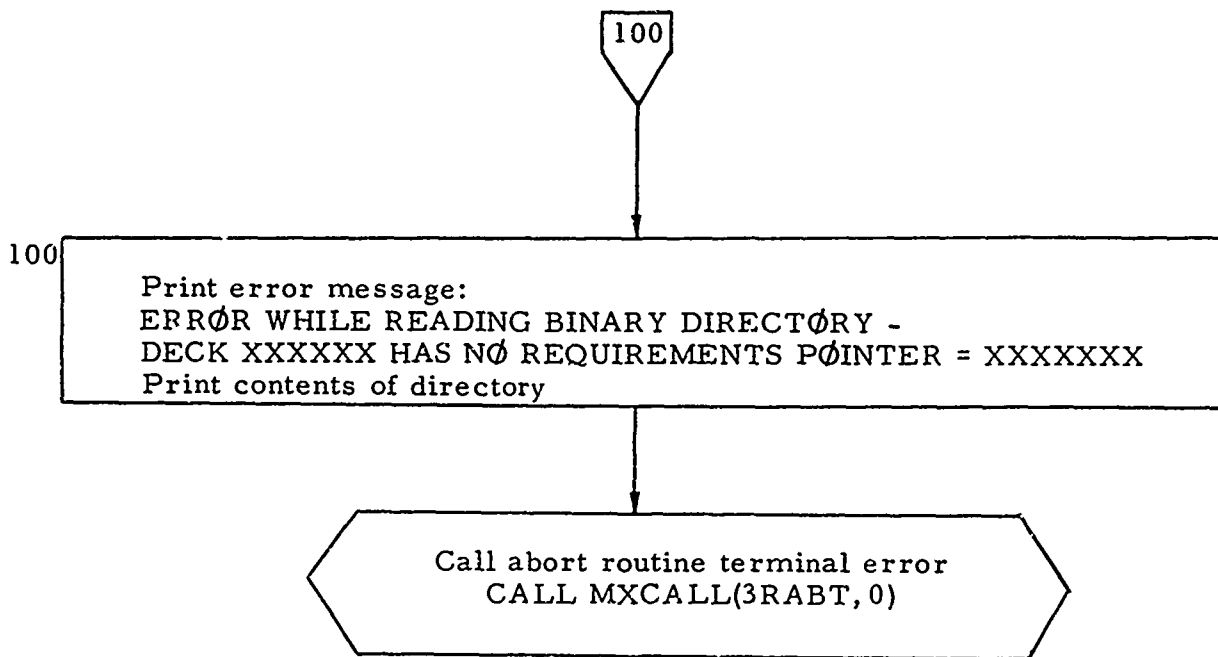 100
100
Print error message:
ERRØR WHILE READING BINARY DIRECTØRY -
DECK XXXXXX HAS NØ REQUIREMENTS PØINTER = XXXXXXX
Print contents of directory
Call abort routine terminal error
CALL MXCALL(3RABT, 0)